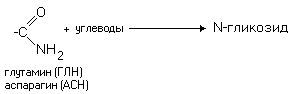 O
-C + углеводы → N-гликозид
NH2
глутамин (ГЛН)
аспарагин (АСН)